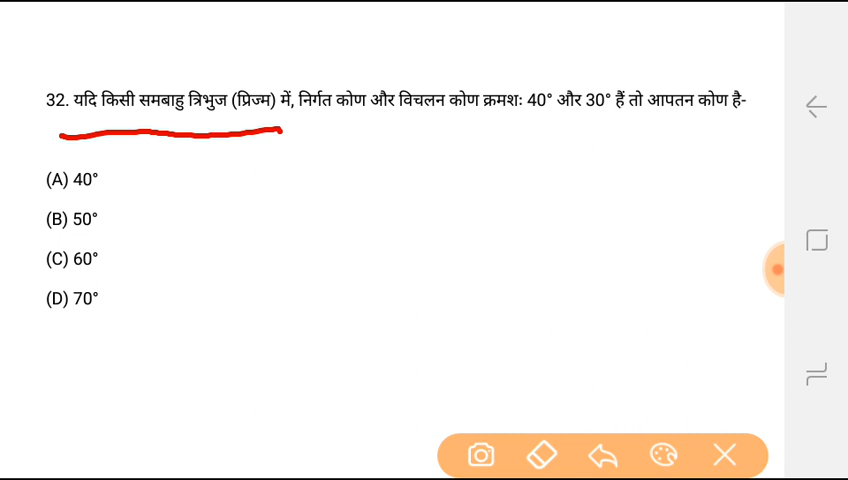 32. यदि किसी समबाहु त्रिभुज (प्रिज्म) में, निर्गत कोण और विचलन कोण क्रमशः 40° और 30° हैं तो आपतन कोण है-
(A) 40°
(B) 50°
(C) 60°
(D) 70°